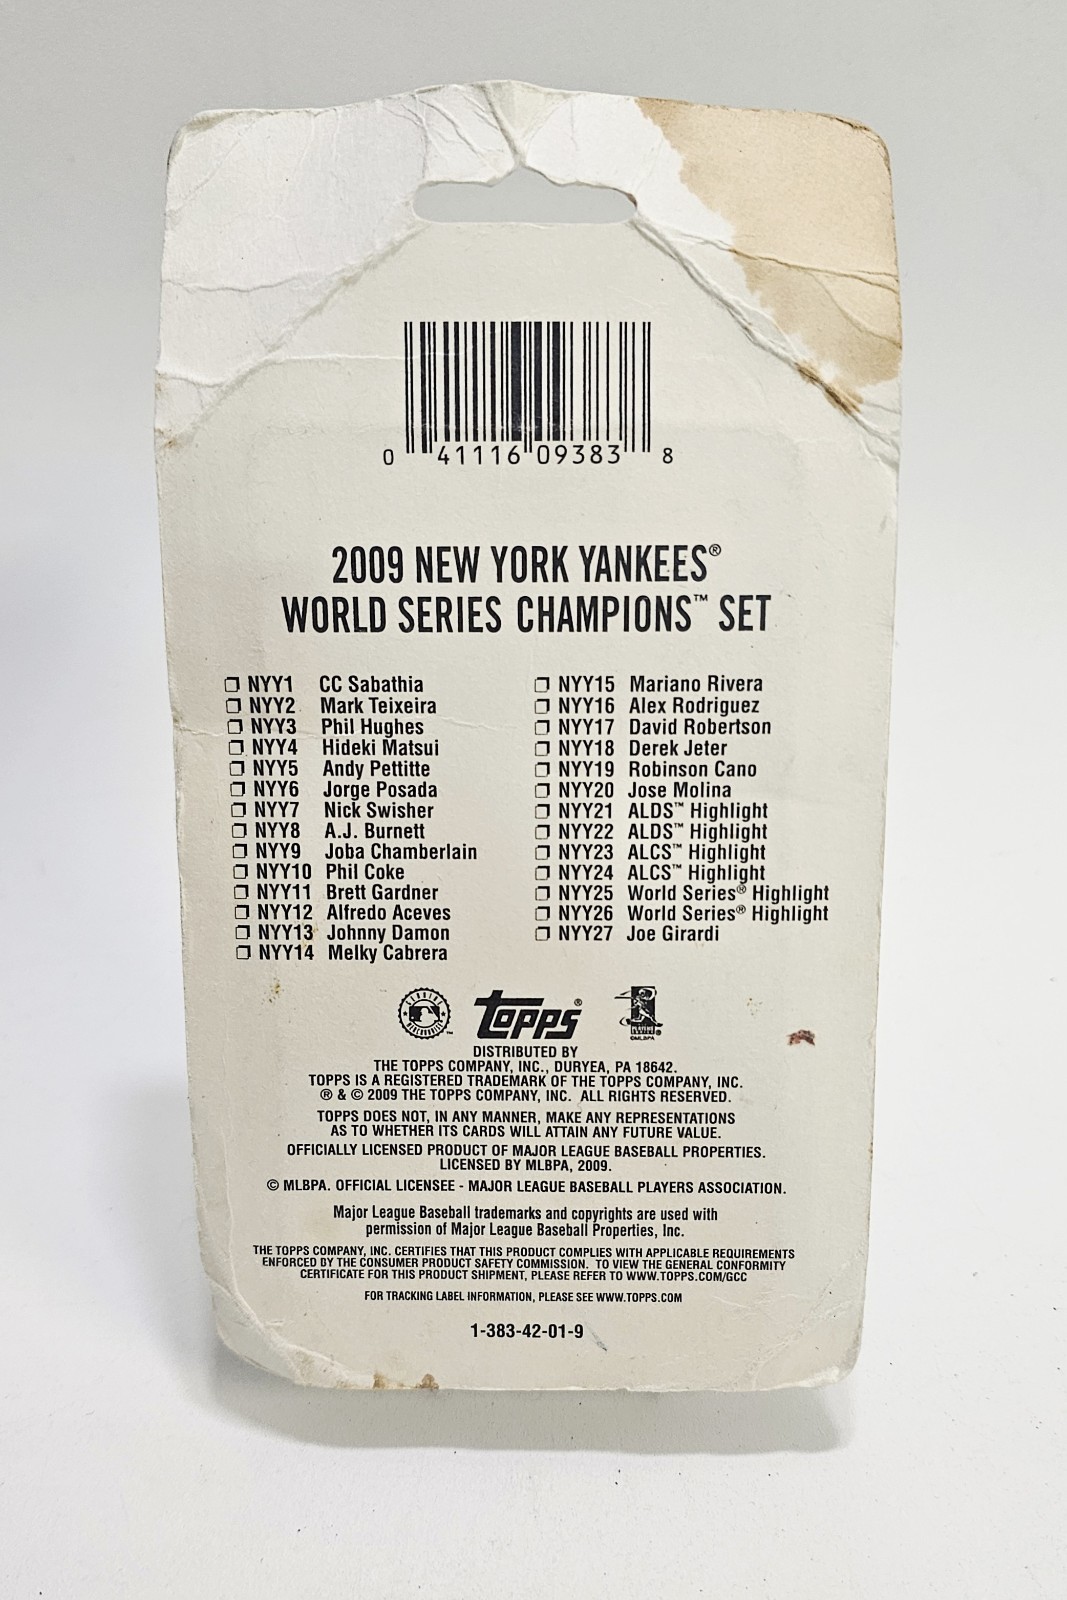 0 41116 09383 8
2009 NEW YORK YANKEES®
WORLD SERIES CHAMPIONS™ SET
❒ NYY1 CC Sabathia
❒ NYY2 Mark Teixeira
❒ NYY3 Phil Hughes
❒ NYY4 Hideki Matsui
❒ NYY5 Andy Pettitte
❒ NYY6 Jorge Posada
❒ NYY7 Nick Swisher
❒ NYY8 A.J. Burnett
❒ NYY9 Joba Chamberlain
❒ NYY10 Phil Coke
❒ NYY11 Brett Gardner
❒ NYY12 Alfredo Aceves
❒ NYY13 Johnny Damon
❒ NYY14 Melky Cabrera
❒ NYY15 Mariano Rivera
❒ NYY16 Alex Rodriguez
❒ NYY17 David Robertson
❒ NYY18 Derek Jeter
❒ NYY19 Robinson Cano
❒ NYY20 Jose Molina
❒ NYY21 ALDS™ Highlight
❒ NYY22 ALDS™ Highlight
❒ NYY23 ALCS™ Highlight
❒ NYY24 ALCS™ Highlight
❒ NYY25 World Series® Highlight
❒ NYY26 World Series® Highlight
❒ NYY27 Joe Girardi
GENUINE MERCHANDISE ™
Topps®
©MLBPA
DISTRIBUTED BY
THE TOPPS COMPANY, INC., DURYEA, PA 18642.
TOPPS IS A REGISTERED TRADEMARK OF THE TOPPS COMPANY, INC.
® & © 2009 THE TOPPS COMPANY, INC. ALL RIGHTS RESERVED.
TOPPS DOES NOT, IN ANY MANNER, MAKE ANY REPRESENTATIONS
AS TO WHETHER ITS CARDS WILL ATTAIN ANY FUTURE VALUE.
OFFICIALLY LICENSED PRODUCT OF MAJOR LEAGUE BASEBALL PROPERTIES.
LICENSED BY MLBPA, 2009.
© MLBPA. OFFICIAL LICENSEE - MAJOR LEAGUE BASEBALL PLAYERS ASSOCIATION.
Major League Baseball trademarks and copyrights are used with
permission of Major League Baseball Properties, Inc.
THE TOPPS COMPANY, INC. CERTIFIES THAT THIS PRODUCT COMPLIES WITH APPLICABLE REQUIREMENTS
ENFORCED BY THE CONSUMER PRODUCT SAFETY COMMISSION. TO VIEW THE GENERAL CONFORMITY
CERTIFICATE FOR THIS PRODUCT SHIPMENT, PLEASE REFER TO WWW.TOPPS.COM/GCC
FOR TRACKING LABEL INFORMATION, PLEASE SEE WWW.TOPPS.COM
1-383-42-01-9